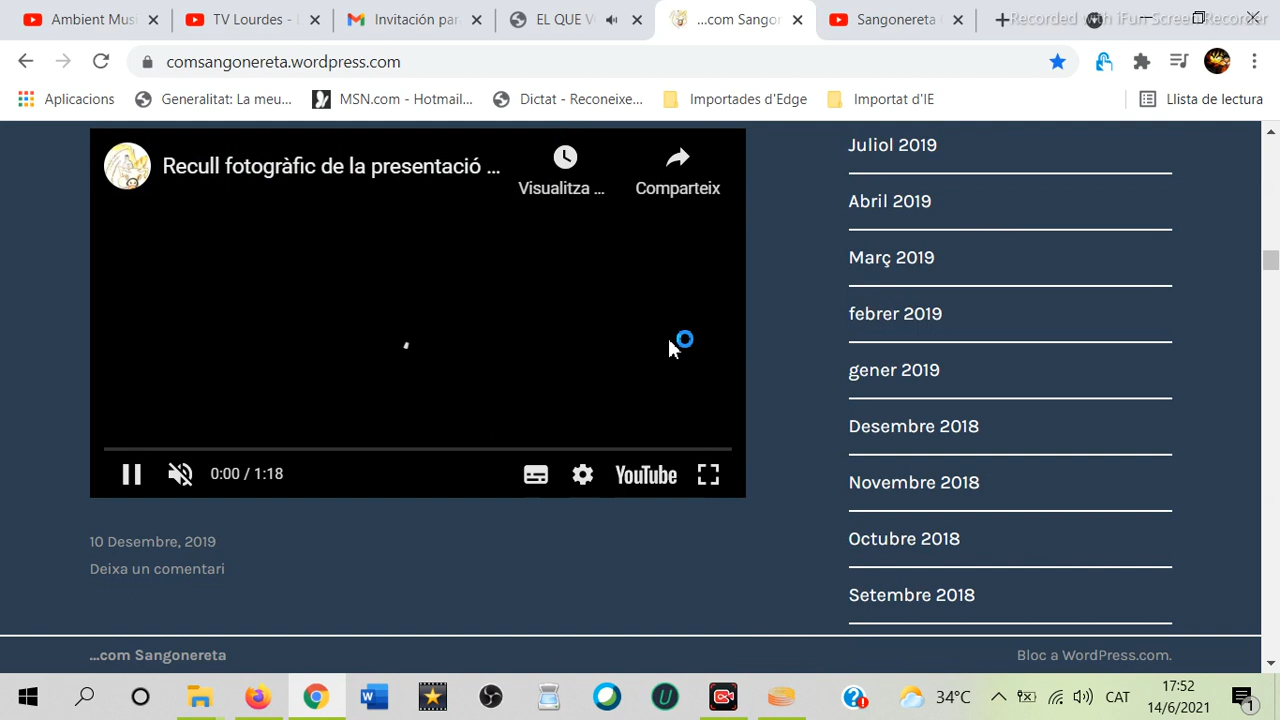 Ambient Musi
TV Lourdes -
Invitación par
EL QUE V
...com Sangor
Sangonereta
Recorded with iFun Screen Recorder
comsangonereta.wordpress.com
Aplicacions
Generalitat: La meu...
MSN.com - Hotmail...
Dictat - Reconeixe...
Importades d'Edge
Importat d'IE
Llista de lectura
Recull fotogràfic de la presentació ...
Visualitza ...
Comparteix
0:00 / 1:18
YouTube
10 Desembre, 2019
Deixa un comentari
Juliol 2019
Abril 2019
Març 2019
febrer 2019
gener 2019
Desembre 2018
Novembre 2018
Octubre 2018
Setembre 2018
...com Sangonereta
Bloc a WordPress.com.
34°C
CAT
17:52
14/6/2021
1